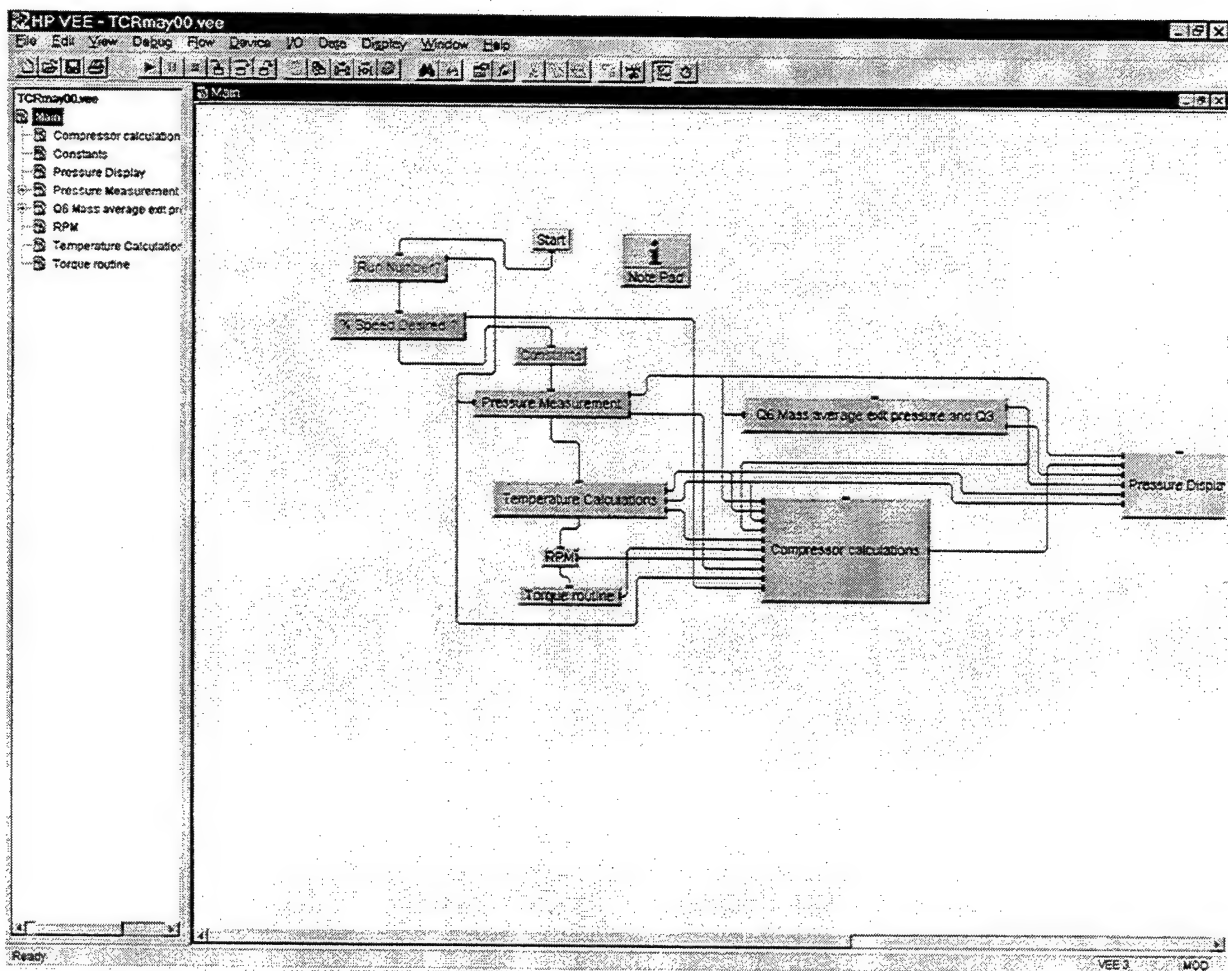 HP VEE - TCRmay00.vee
File Edit View Debug Flow Device I/O Data Display Window Help
TCRmay00.vee
Main
Compressor calculation
Constants
Pressure Display
Pressure Measurement
Q6 Mass average exit pr
RPM
Temperature Calculation
Torque routine
Main
Start
i
Note Pad
Run Number?
% Speed Desired ?
Constants
Pressure Measurement
Q6 Mass average exit pressure and Q3
Pressure Displa
Temperature Calculations
Compressor calculations
RPM
Torque routine
Ready
VEE 3 MOD